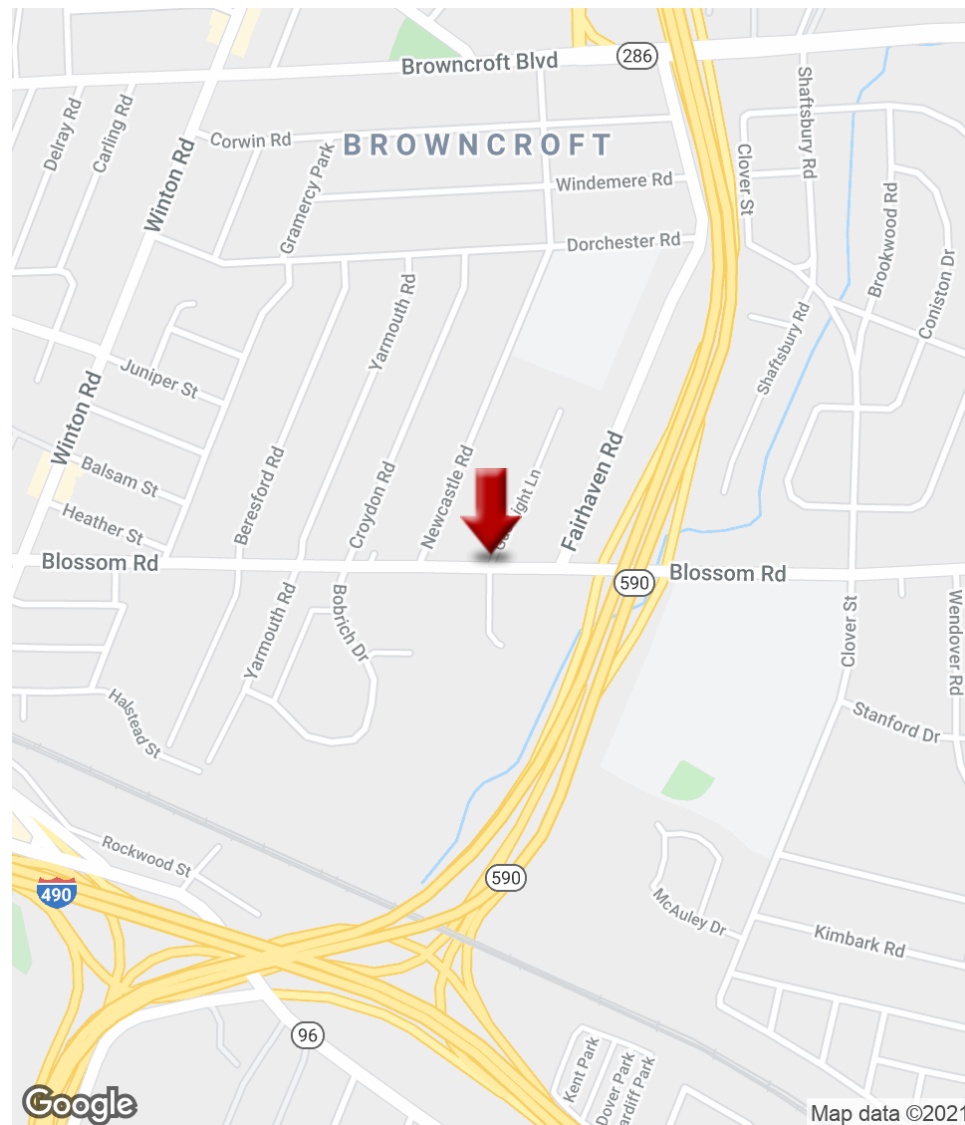 Browncroft Blvd
286
Delray Rd
Carling Rd
Winton Rd
Corwin Rd
BROWNCROFT
Gramercy Park
Windemere Rd
Clover St
Shaftsbury Rd
Brookwood Rd
Coniston Dr
Dorchester Rd
Yarmouth Rd
Juniper St
Shaftsbury Rd
Winton Rd
Balsam St
Heather St
Beresford Rd
Croydon Rd
Newcastle Rd
Ln
Fairhaven Rd
Blossom Rd
590
Blossom Rd
Yarmouth Rd
Bobrich Dr
Clover St
Wendover Rd
Halstead St
Stanford Dr
Rockwood St
490
590
McAuley Dr
Kimbark Rd
96
Kent Park
Dover Park
ardiff Park
Google
Map data ©2021